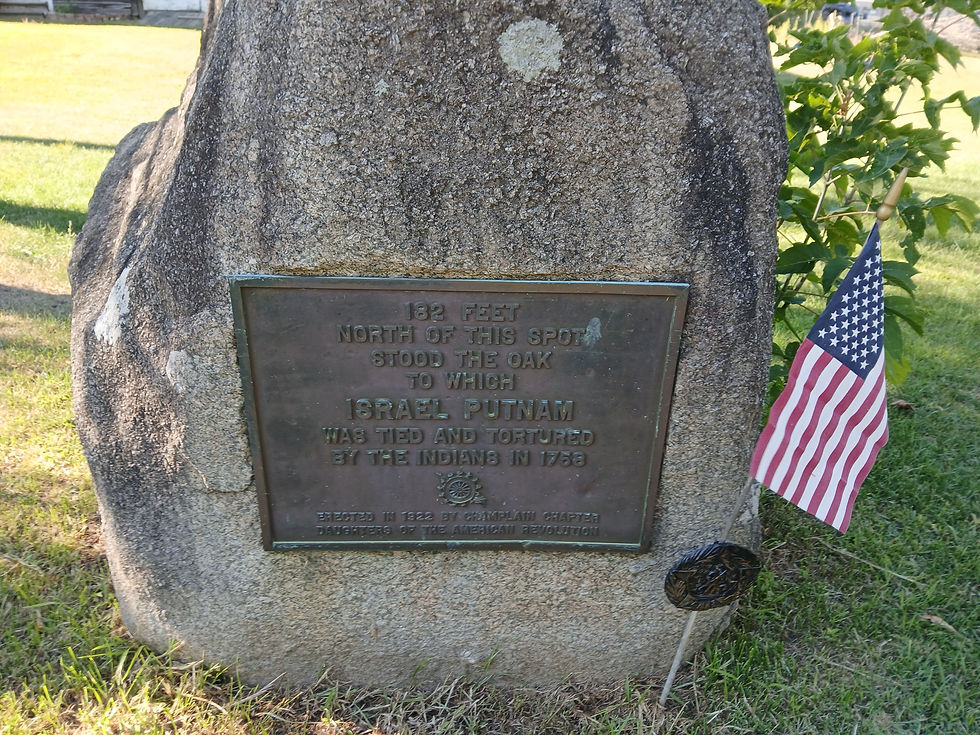 182 FEET
NORTH OF THIS SPOT
STOOD THE OAK
TO WHICH
ISRAEL PUTNAM
WAS TIED AND TORTURED
BY THE INDIANS IN 1758
ERECTED IN 1922 BY CHAMPLAIN CHAPTER
DAUGHTERS OF THE AMERICAN REVOLUTION